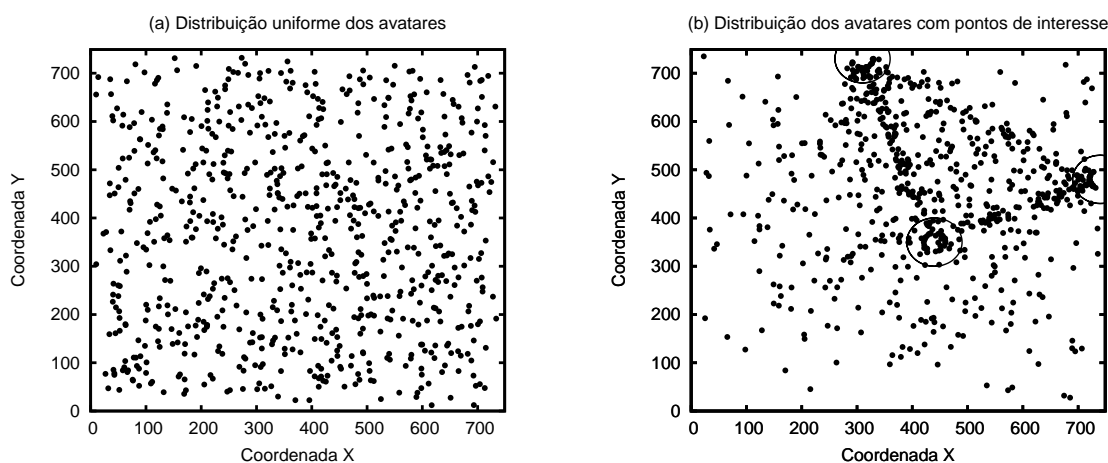 (a) Distribuição uniforme dos avatares
700
600
500
400
300
200
100
0
Coordenada Y
0 100 200 300 400 500 600 700
Coordenada X
(b) Distribuição dos avatares com pontos de interesse
700
600
500
400
300
200
100
0
Coordenada Y
0 100 200 300 400 500 600 700
Coordenada X